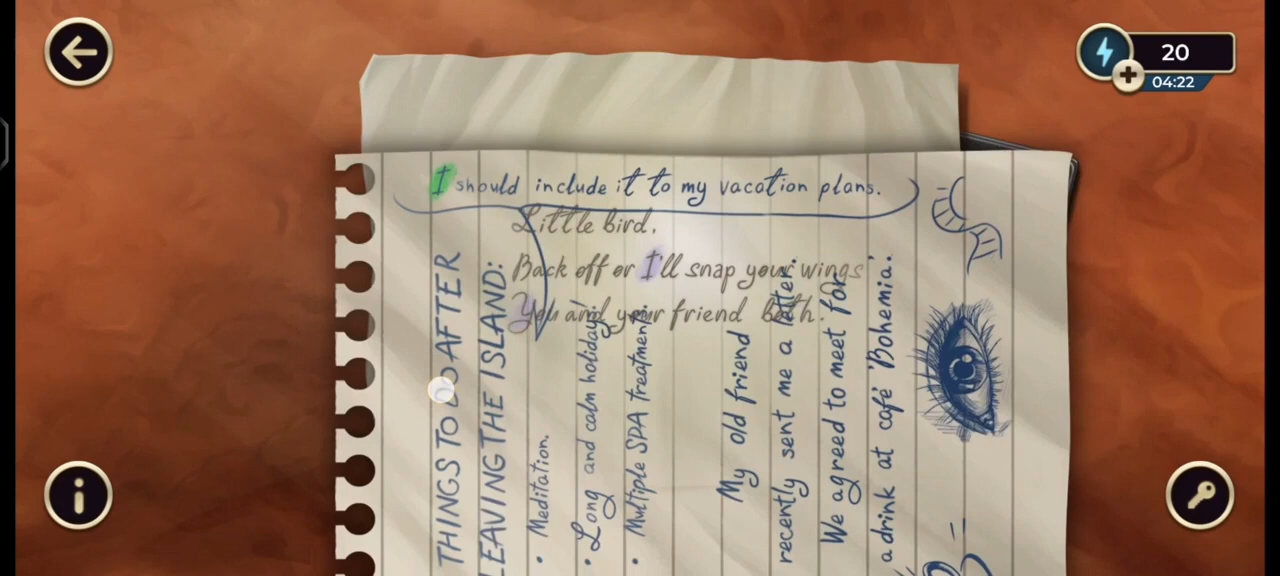 20
04:22
I should include it to my vacation plans.
Little bird,
Back off or I'll snap your wings
You and your friend both.
THINGS TO DO AFTER
LEAVING THE ISLAND:
• Meditation.
• Long and calm holiday.
• Multiple SPA treatment.
My old friend
recently sent me a latter.
We agreed to meet for
a drink at café 'Bohemia'.